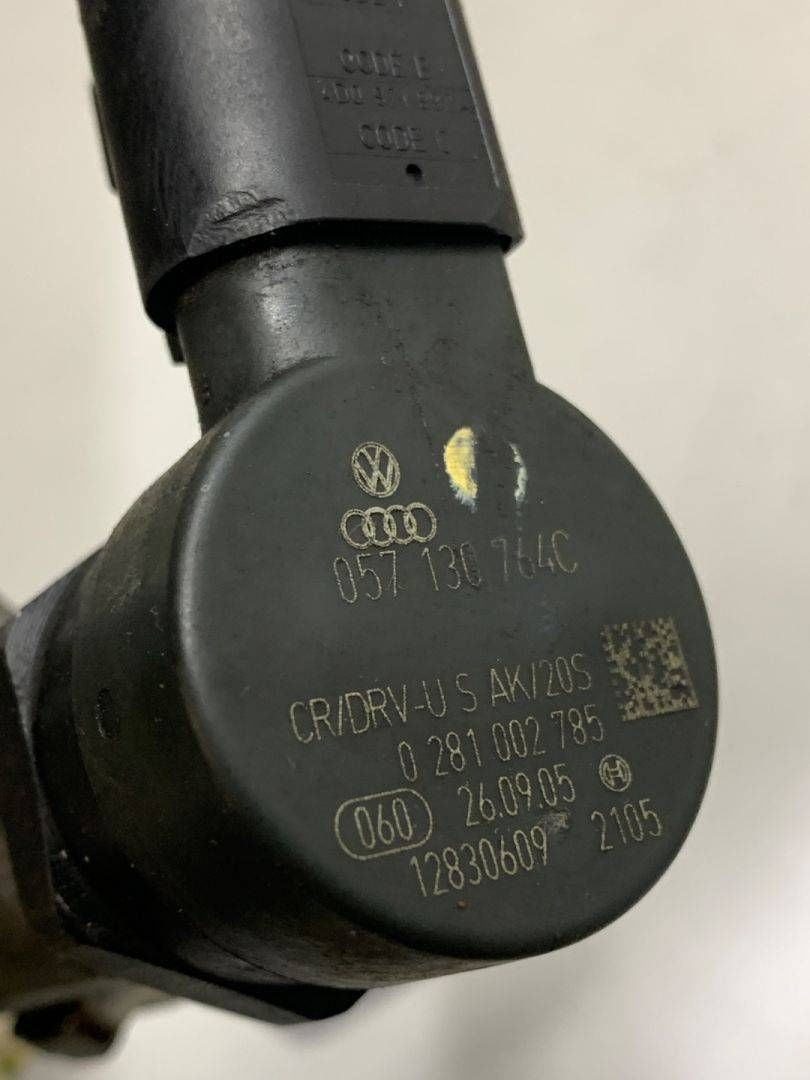 CODE B
CODE C
057 130 764C
CR/DRV-U S AK/20S
0 281 002 785
060 26.09.05
12830609 2105